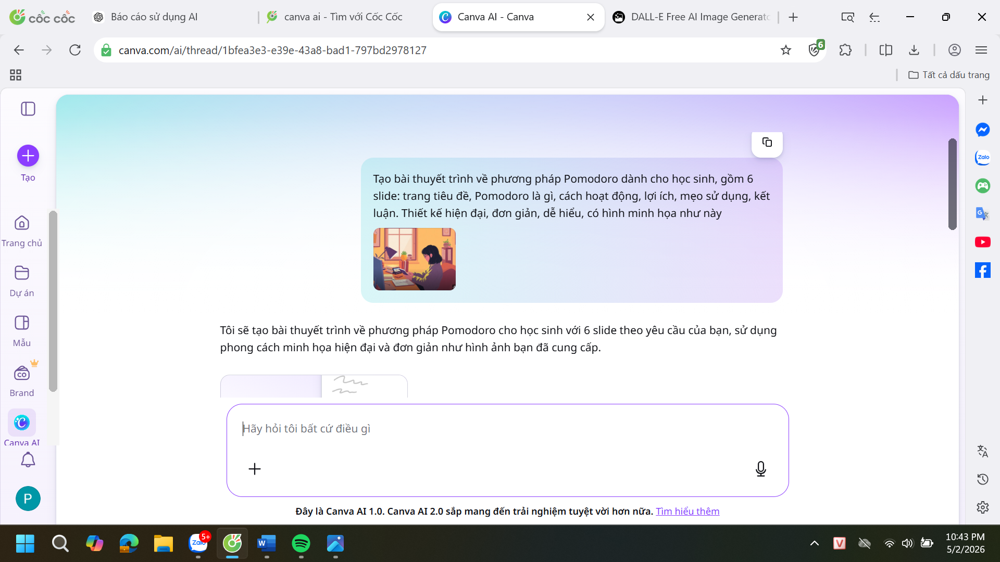 cốc cốc
Báo cáo sử dụng AI
canva ai - Tìm với Cốc Cốc
Canva AI - Canva
DALL-E Free AI Image Generato
canva.com/ai/thread/1bfea3e3-e39e-43a8-bad1-797bd2978127
6
Tất cả dấu trang
Tạo
Trang chủ
Dự án
Mẫu
CO
Brand
Canva AI
P
Tạo bài thuyết trình về phương pháp Pomodoro dành cho học sinh, gồm 6
slide: trang tiêu đề, Pomodoro là gì, cách hoạt động, lợi ích, mẹo sử dụng, kết
luận. Thiết kế hiện đại, đơn giản, dễ hiểu, có hình minh họa như này
Tôi sẽ tạo bài thuyết trình về phương pháp Pomodoro cho học sinh với 6 slide theo yêu cầu của bạn, sử dụng
phong cách minh họa hiện đại và đơn giản như hình ảnh bạn đã cung cấp.
Hãy hỏi tôi bất cứ điều gì
Đây là Canva AI 1.0. Canva AI 2.0 sắp mang đến trải nghiệm tuyệt vời hơn nữa. Tìm hiểu thêm
Zalo
5+
10:43 PM
5/2/2026